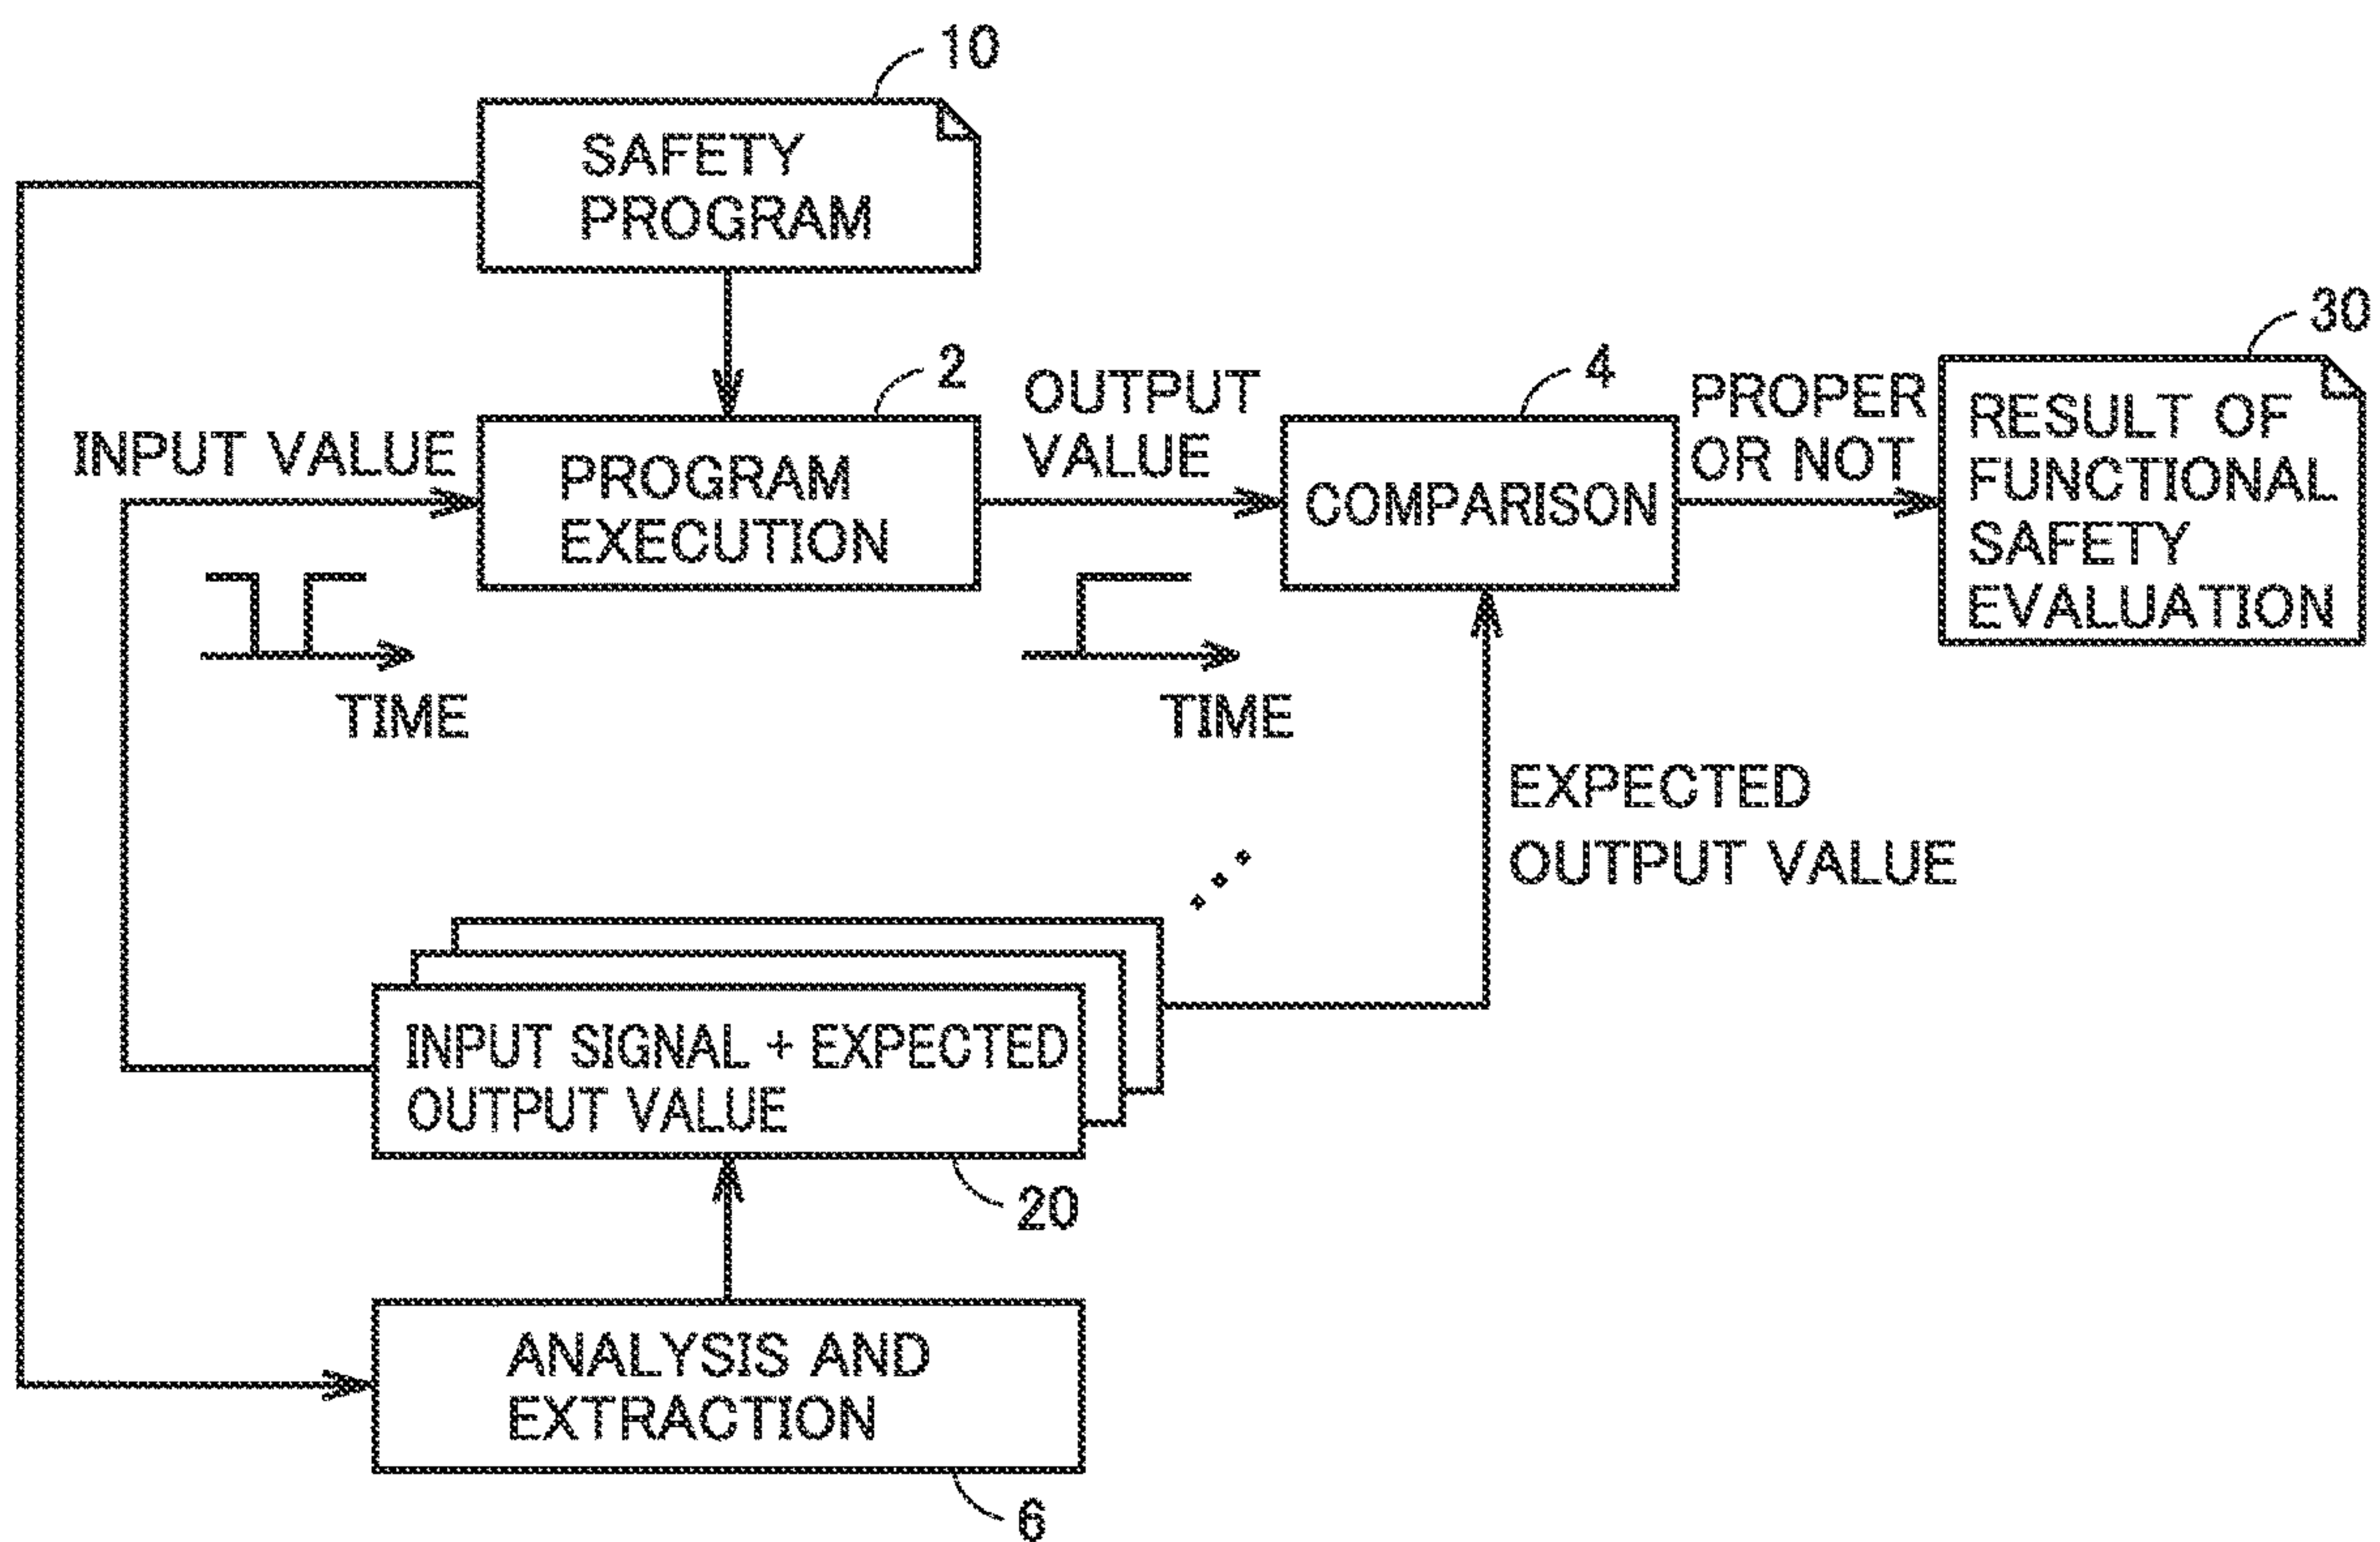 10
SAFETY
PROGRAM
30
2
4
INPUT VALUE
PROGRAM
EXECUTION
OUTPUT
VALUE
COMPARISON
PROPER
OR NOT
RESULT OF
FUNCTIONAL
SAFETY
EVALUATION
TIME
TIME
EXPECTED
OUTPUT VALUE
INPUT SIGNAL + EXPECTED
OUTPUT VALUE
20
ANALYSIS AND
EXTRACTION
6